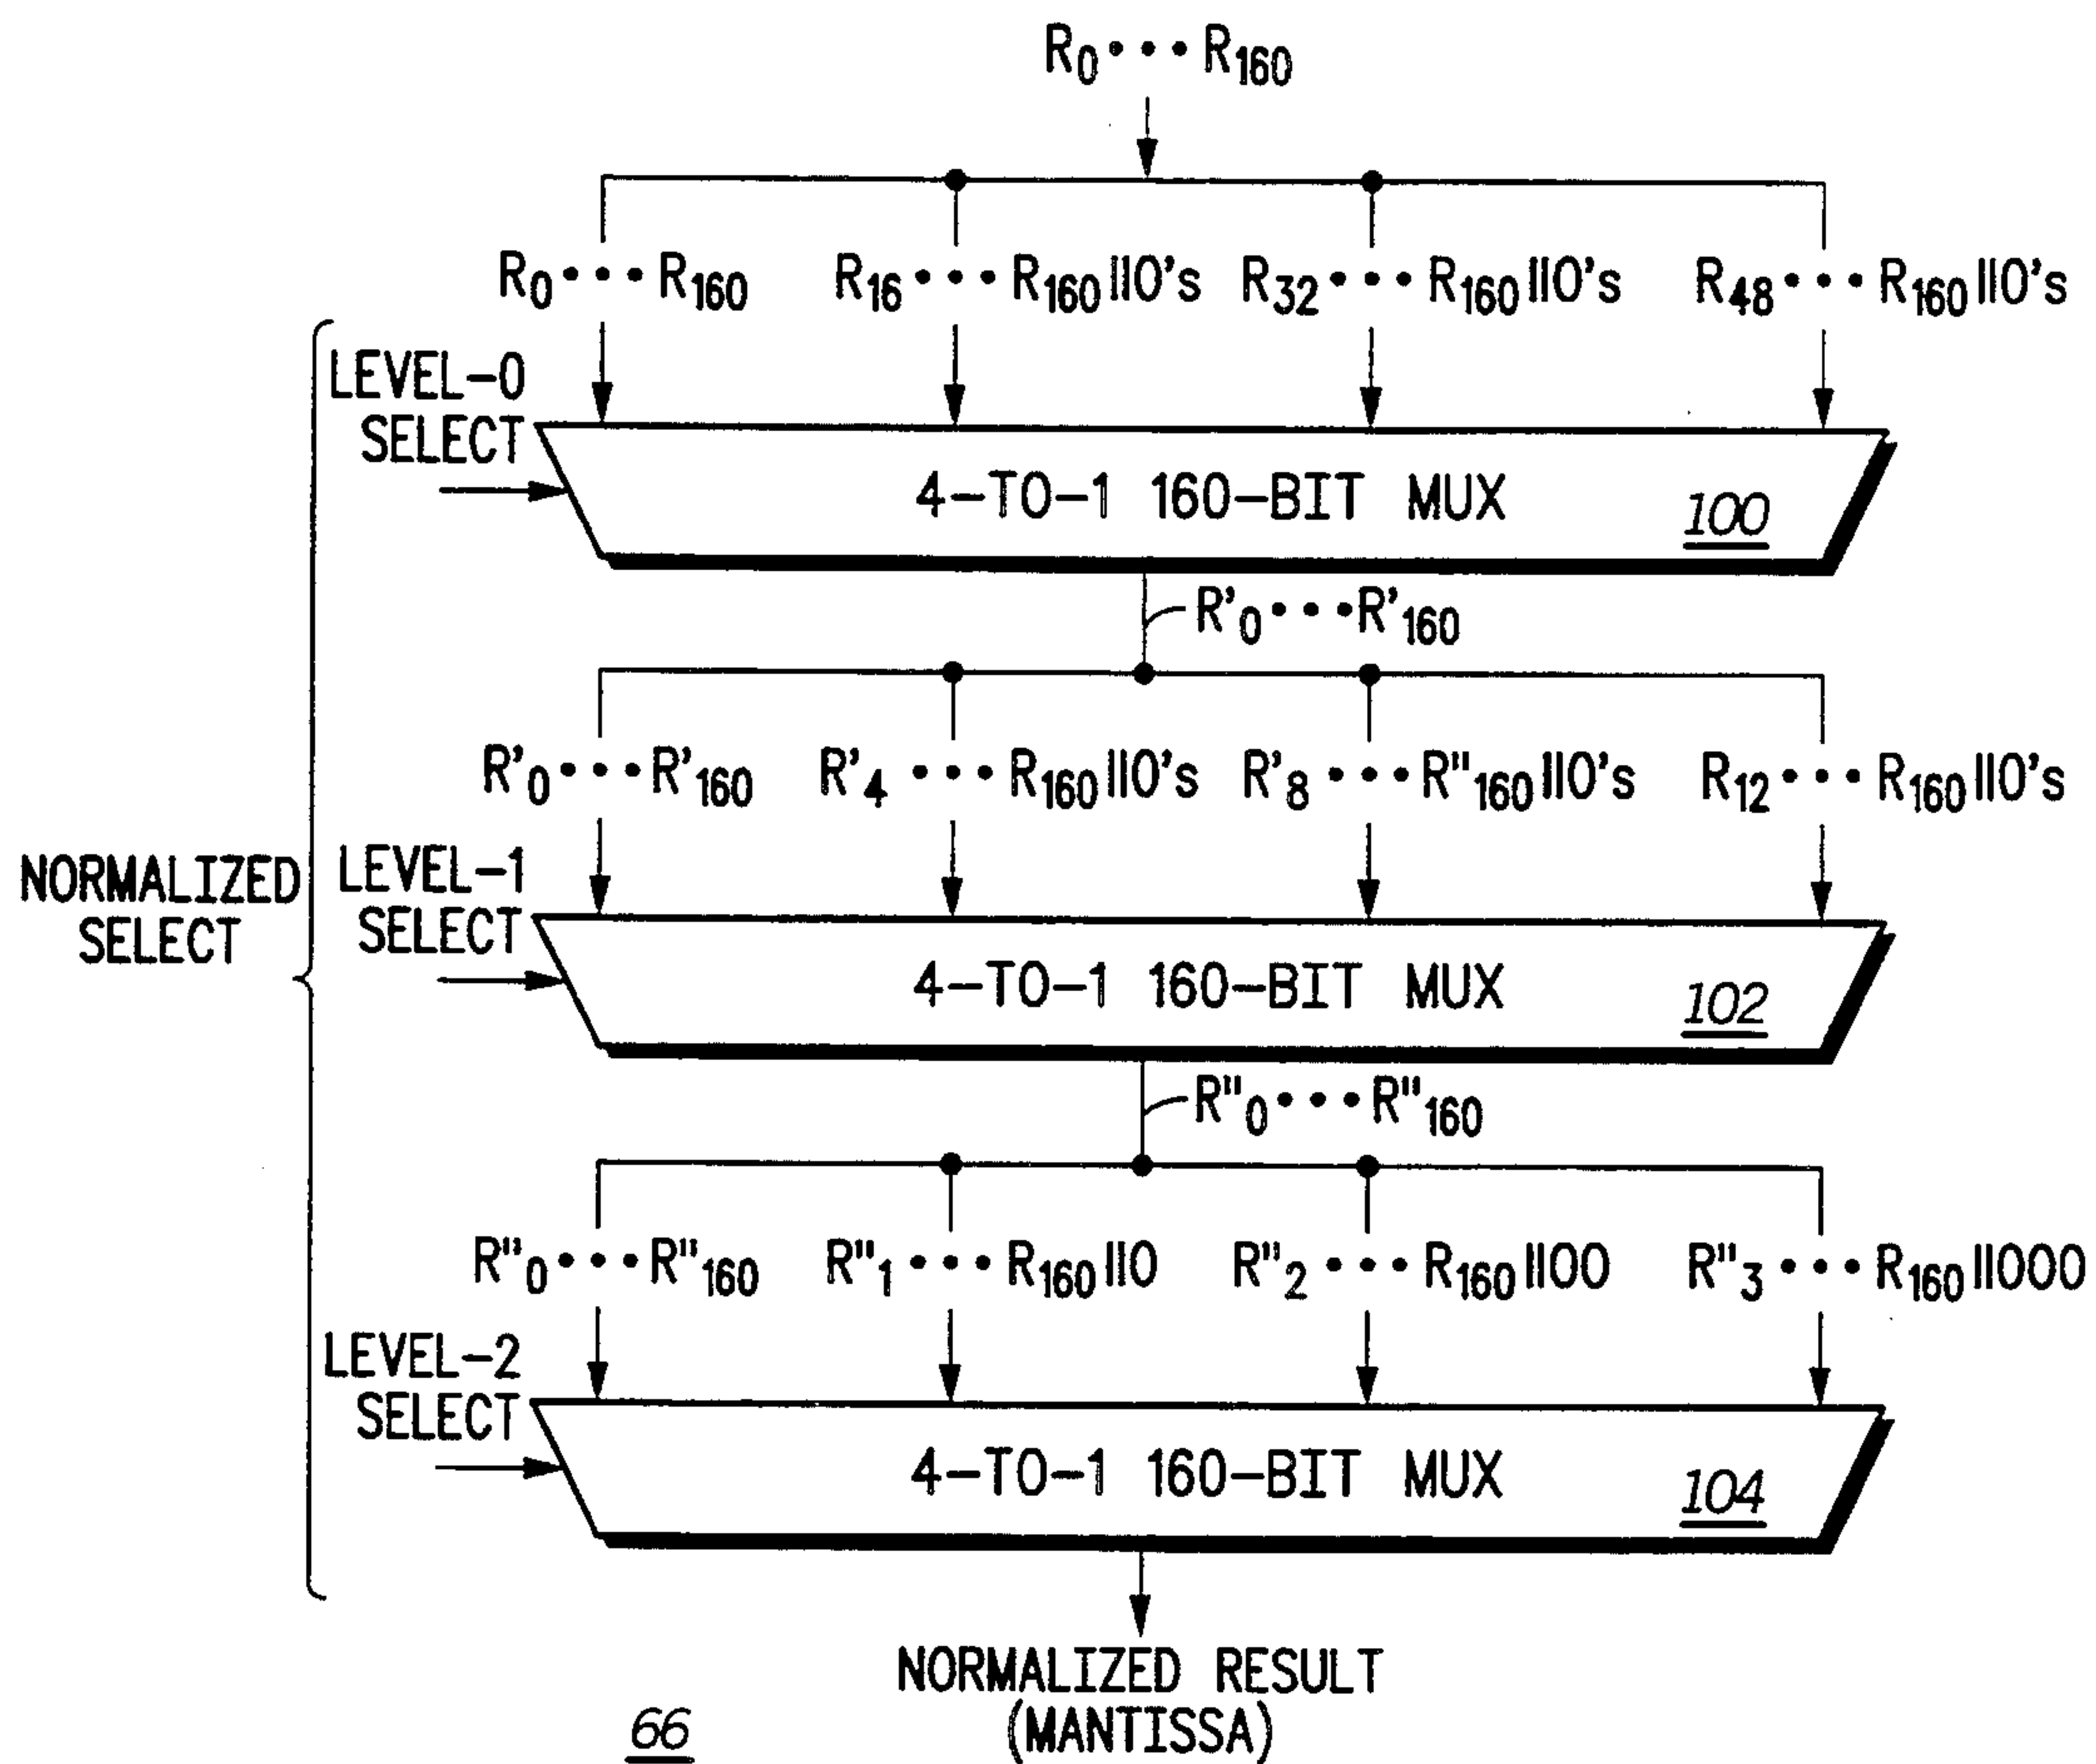 R0•••R160
R0•••R160 R16•••R160||0's R32•••R160||0's R48•••R160||0's
LEVEL-0
SELECT
4-TO-1 160-BIT MUX 100
R'0•••R'160
R'0•••R'160 R'4•••R160||0's R'8•••R"160||0's R12•••R160||0's
NORMALIZED
SELECT
LEVEL-1
SELECT
4-TO-1 160-BIT MUX 102
R"0•••R"160
R"0•••R"160 R"1•••R160||0 R"2•••R160||00 R"3•••R160||000
LEVEL-2
SELECT
4-TO-1 160-BIT MUX 104
NORMALIZED RESULT
(MANTISSA)
66